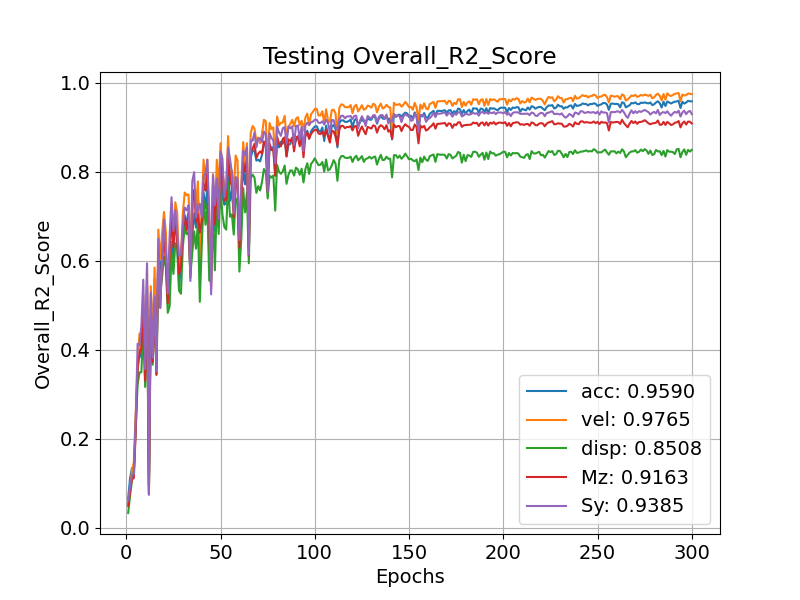 Testing Overall_R2_Score
Overall_R2_Score
1.0
0.8
0.6
0.4
0.2
0.0
acc: 0.9590
vel: 0.9765
disp: 0.8508
Mz: 0.9163
Sy: 0.9385
0 50 100 150 200 250 300
Epochs